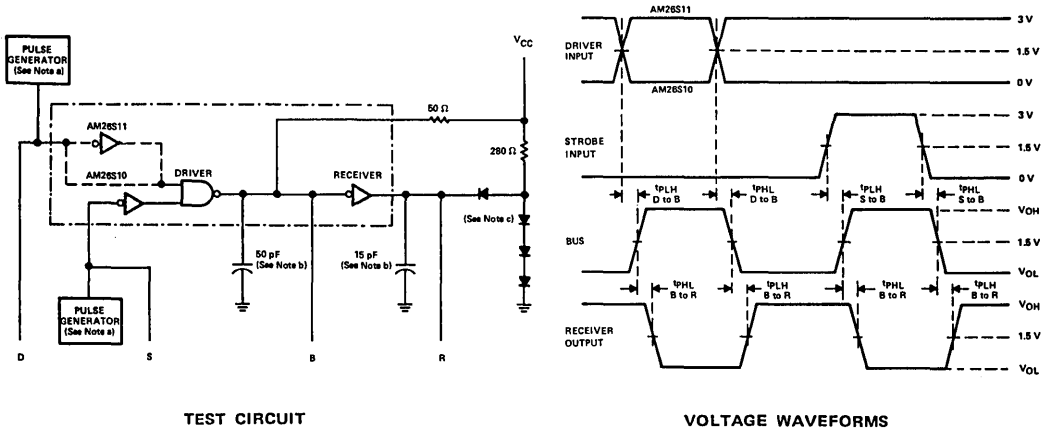 PULSE
GENERATOR
(See Note a)
AM26S11
AM26S10
DRIVER
RECEIVER
50 Ω
VCC
280 Ω
(See Note c)
50 pF
(See Note b)
15 pF
(See Note b)
PULSE
GENERATOR
(See Note a)
D
S
B
R
TEST CIRCUIT
AM26S11
3 V
DRIVER
INPUT
1.5 V
0 V
AM26S10
3 V
STROBE
INPUT
1.5 V
0 V
tPLH
D to B
tPHL
D to B
tPLH
S to B
tPHL
S to B
VOH
BUS
1.5 V
VOL
tPHL
B to R
tPLH
B to R
tPHL
B to R
tPLH
B to R
VOH
RECEIVER
OUTPUT
1.5 V
VOL
VOLTAGE WAVEFORMS